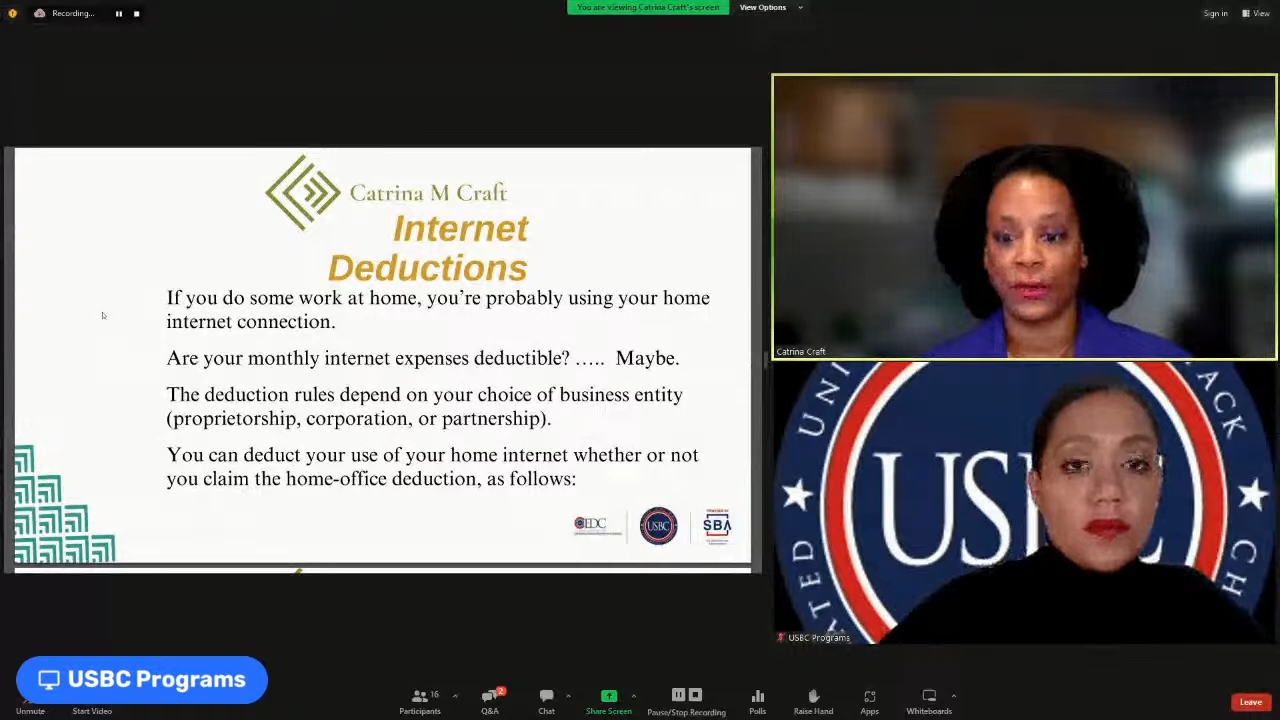 Recording...
You are viewing Catrina Craft's screen
View Options
Sign in
View
Catrina M Craft
Internet
Deductions
If you do some work at home, you’re probably using your home
internet connection.
Are your monthly internet expenses deductible? ….. Maybe.
The deduction rules depend on your choice of business entity
(proprietorship, corporation, or partnership).
You can deduct your use of your home internet whether or not
you claim the home-office deduction, as follows:
USBC
SBA
Catrina Craft
USBC Programs
USBC Programs
Unmute
Start Video
Participants
16
Q&A
2
Chat
Share Screen
Pause/Stop Recording
Polls
Raise Hand
Apps
Whiteboards
Leave